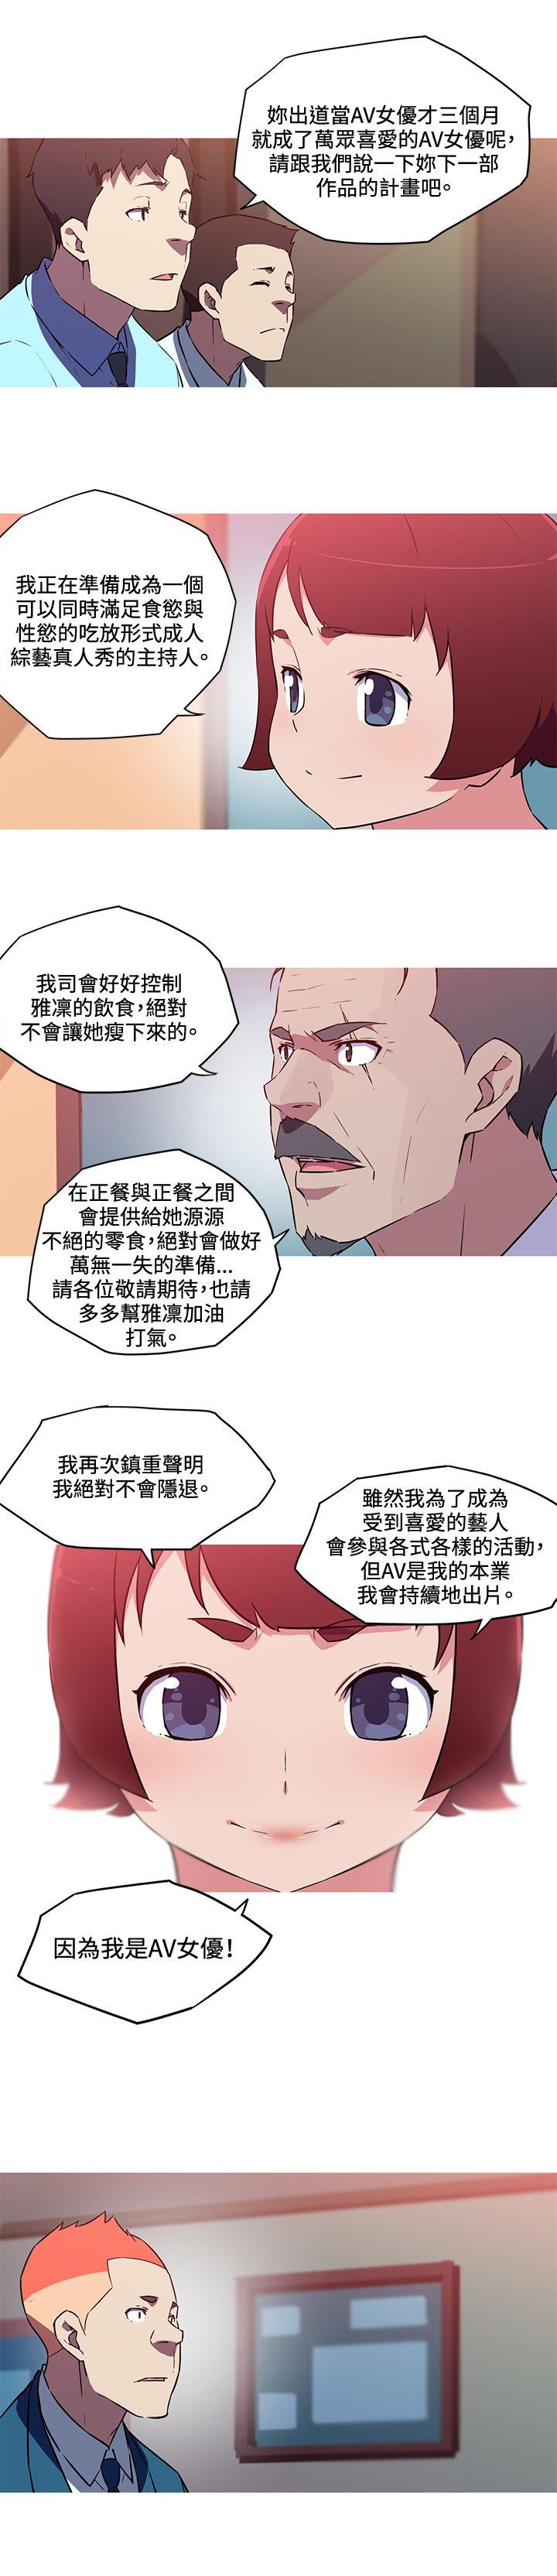 妳出道當AV女優才三個月
就成了萬眾喜愛的AV女優呢，
請跟我們說一下妳下一部
作品的計畫吧。
我正在準備成為一個
可以同時滿足食慾與
性慾的吃放形式成人
綜藝真人秀的主持人。
我司會好好控制
雅凜的飲食，絕對
不會讓她瘦下來的。
在正餐與正餐之間
會提供給她源源
不絕的零食，絕對會做好
萬無一失的準備…
請各位敬請期待，也請
多多幫雅凜加油
打氣。
我再次鎮重聲明
我絕對不會隱退。
雖然我為了成為
受到喜愛的藝人
會參與各式各樣的活動，
但AV是我的本業
我會持續地出片。
因為我是AV女優！